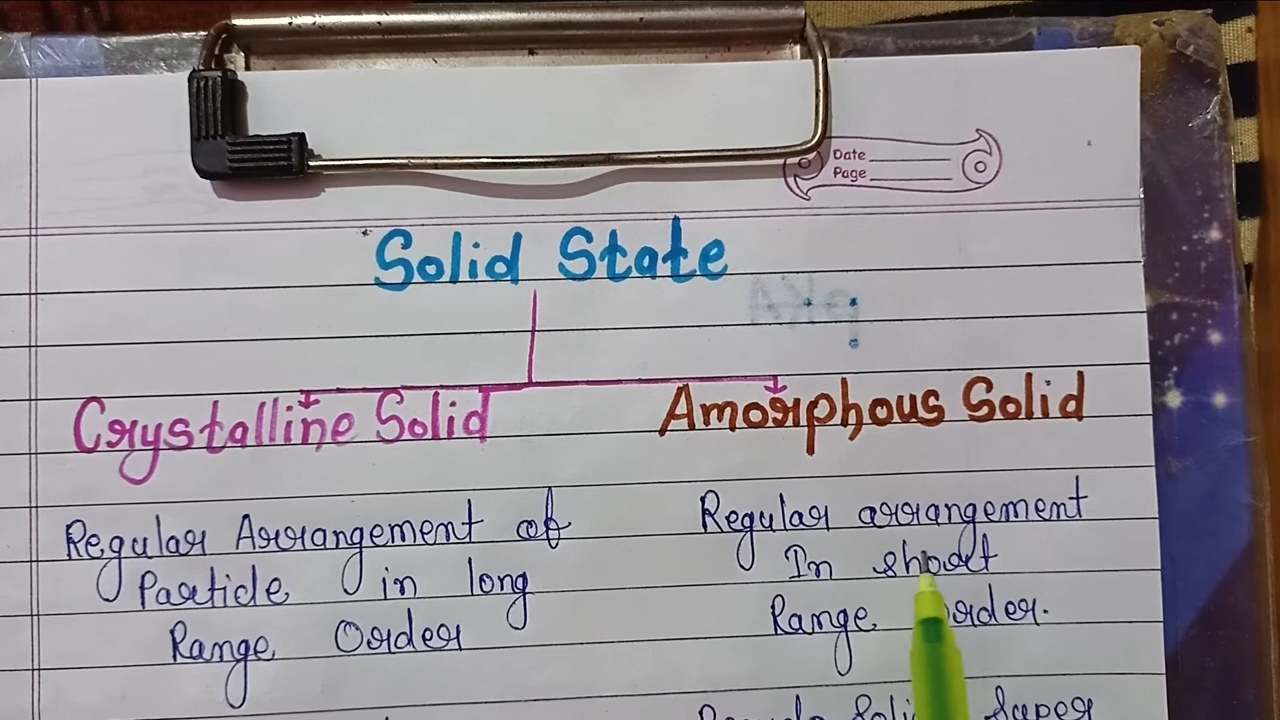 Date
Page
Solid State
Crystalline Solid
Amorphous Solid
Regular Arrangement of
Particle in long
Range Order
Regular arrangement
In short
Range order.
Super